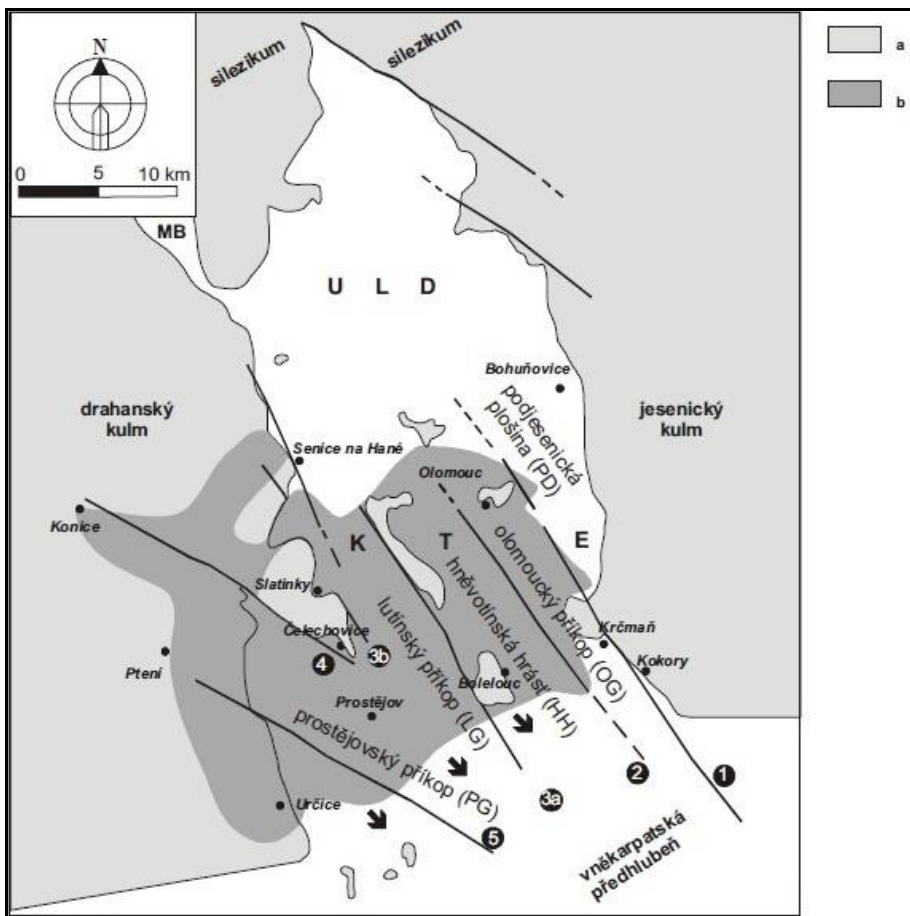 N
0 5 10 km
silezikum
silezikum
a
b
MB
U L D
Bohuňovice
podjesenická
plošina (PD)
drahanský
kulm
jesenický
kulm
Senice na Hané
Olomouc
Konice
K T E
olomoucký příkop (OG)
hněvotínská hrásť (HH)
lutínský příkop (LG)
Slatinky
Čelechovice
Krčmaň
Kokory
Ptení
4
3b
Bolelouc
Prostějov
prostějovský příkop (PG)
Určice
1
2
3a
5
vněkarpatská
předhlubeň